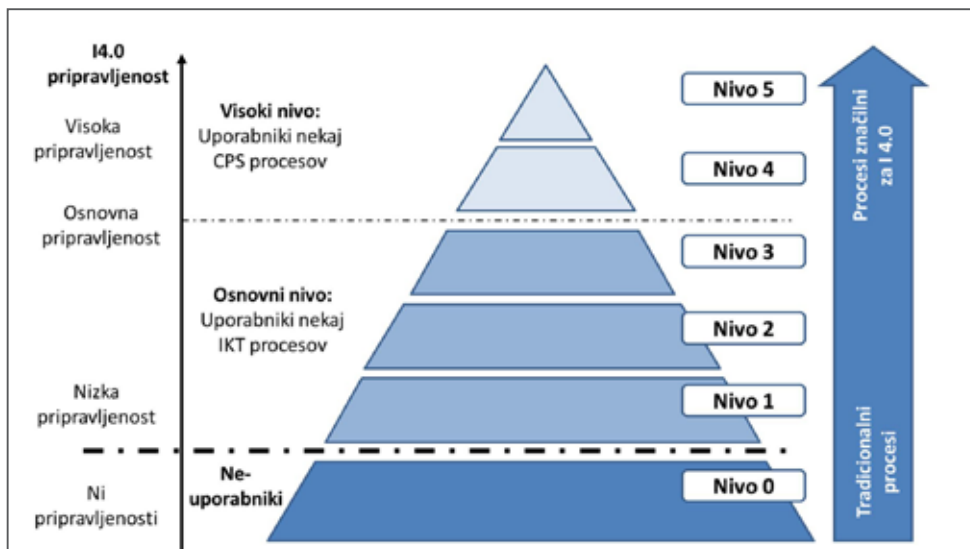 I4.0
pripravljenost
Visoka
pripravljenost
Osnovna
pripravljenost
Nizka
pripravljenost
Ni
pripravljenosti
Visoki nivo:
Uporabniki nekaj
CPS procesov
Osnovni nivo:
Uporabniki nekaj
IKT procesov
Ne-
uporabniki
Nivo 5
Nivo 4
Nivo 3
Nivo 2
Nivo 1
Nivo 0
Procesi značilni
za I 4.0
Tradicionalni
procesi